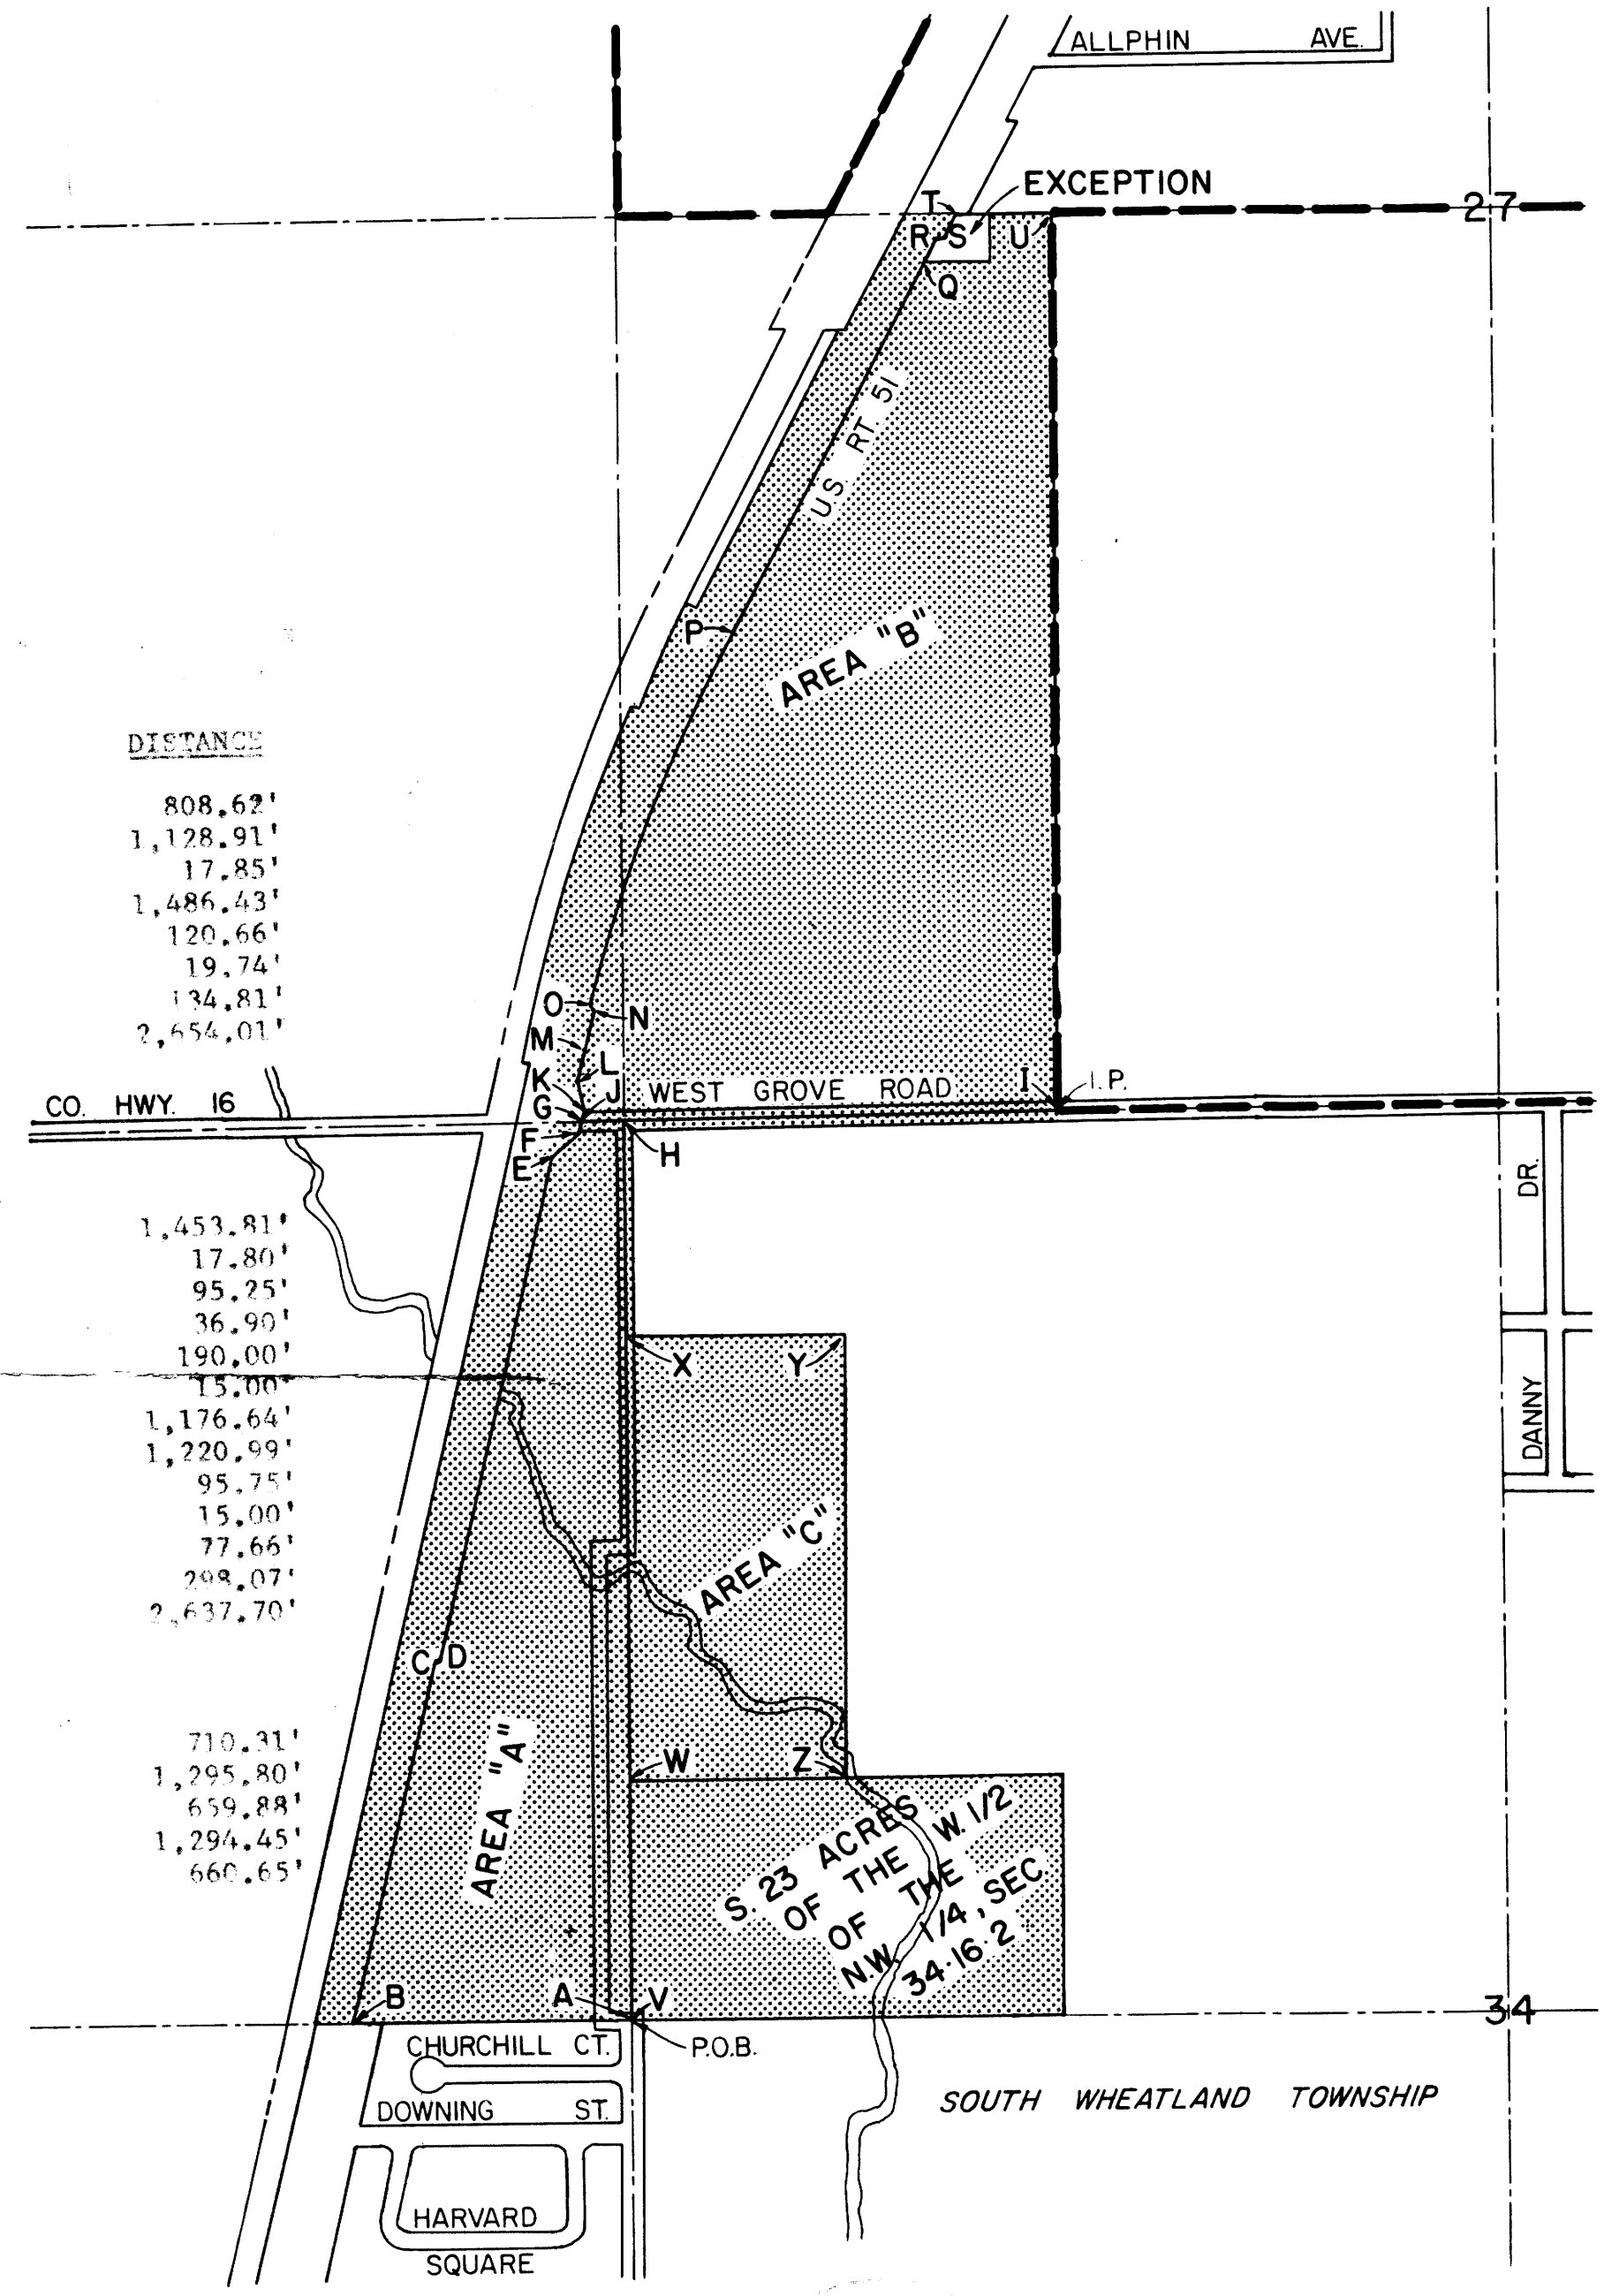 ALLPHIN AVE.
EXCEPTION
T
27
R
S
U
Q
US RT 51
P
AREA "B"
DISTANCE
808.62'
1,128.91'
17.85'
1,486.43'
120.66'
19.74'
134.81'
2,654.01'
O
N
M
L
K
J
WEST GROVE ROAD
I
I.P.
CO. HWY. 16
G
F
H
E
DR.
1,453.81'
17.80'
95.25'
36.90'
190.00'
15.00'
1,176.64'
1,220.99'
95.75'
15.00'
77.66'
298.07'
2,637.70'
X
Y
DANNY
AREA "C"
C
D
AREA "A"
W
Z
710.31'
1,295.80'
659.88'
1,294.45'
660.65'
S. 23 ACRES
OF THE W. 1/2
OF THE
N.W. 1/4, SEC
34-16-2
B
A
V
34
CHURCHILL CT.
P.O.B.
DOWNING ST.
SOUTH WHEATLAND TOWNSHIP
HARVARD
SQUARE